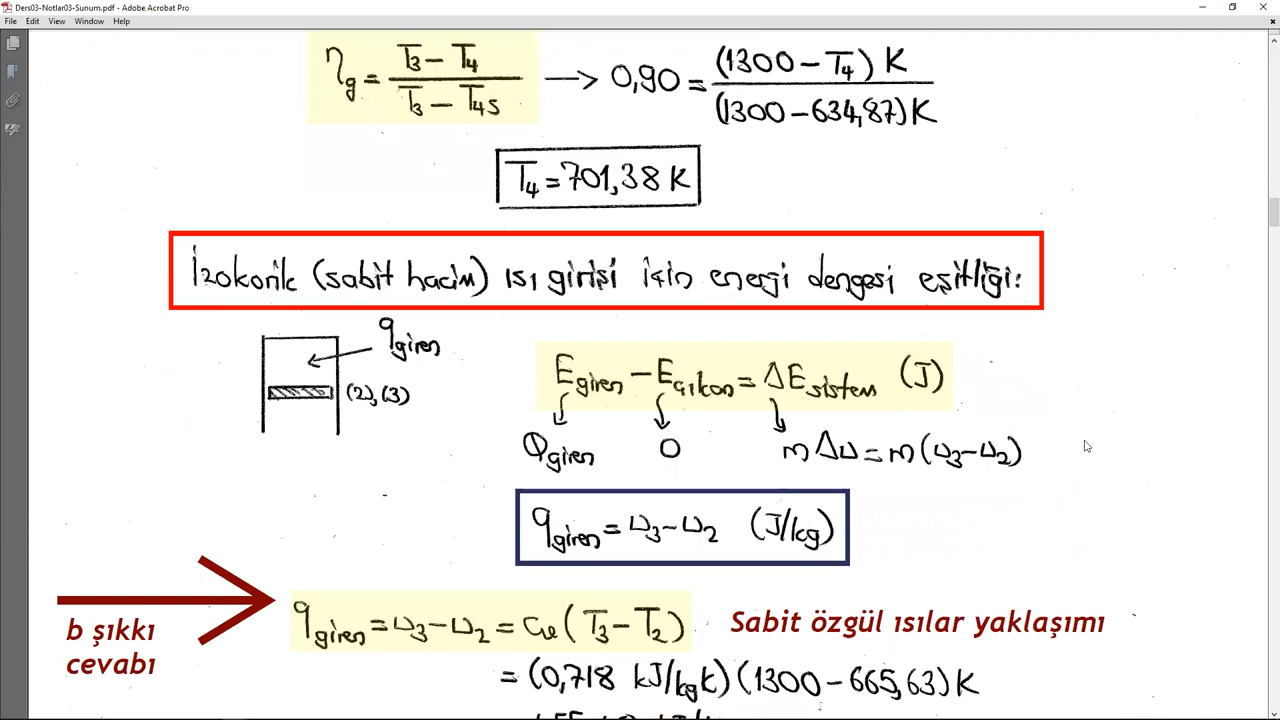 Ders03-Notlar03-Sunum.pdf - Adobe Acrobat Pro
File Edit View Window Help
ηg = (T3 − T4) / (T3 − T4s) → 0,90 = (1300 − T4) K / (1300 − 634,87) K
T4 = 701,38 K
İzokorik (sabit hacim) ısı girişi için energi dengesi eşitliği:
qgiren
(2),(3)
Egiren − Eçıkan = ΔEsistem (J)
Qgiren 0 mΔu = m(u3−u2)
qgiren = u3−u2 (J/kg)
b şıkkı
cevabı
qgiren = u3−u2 = cv(T3−T2)
Sabit özgül ısılar yaklaşımı
= (0,718 kJ/kgK)(1300−665,63)K